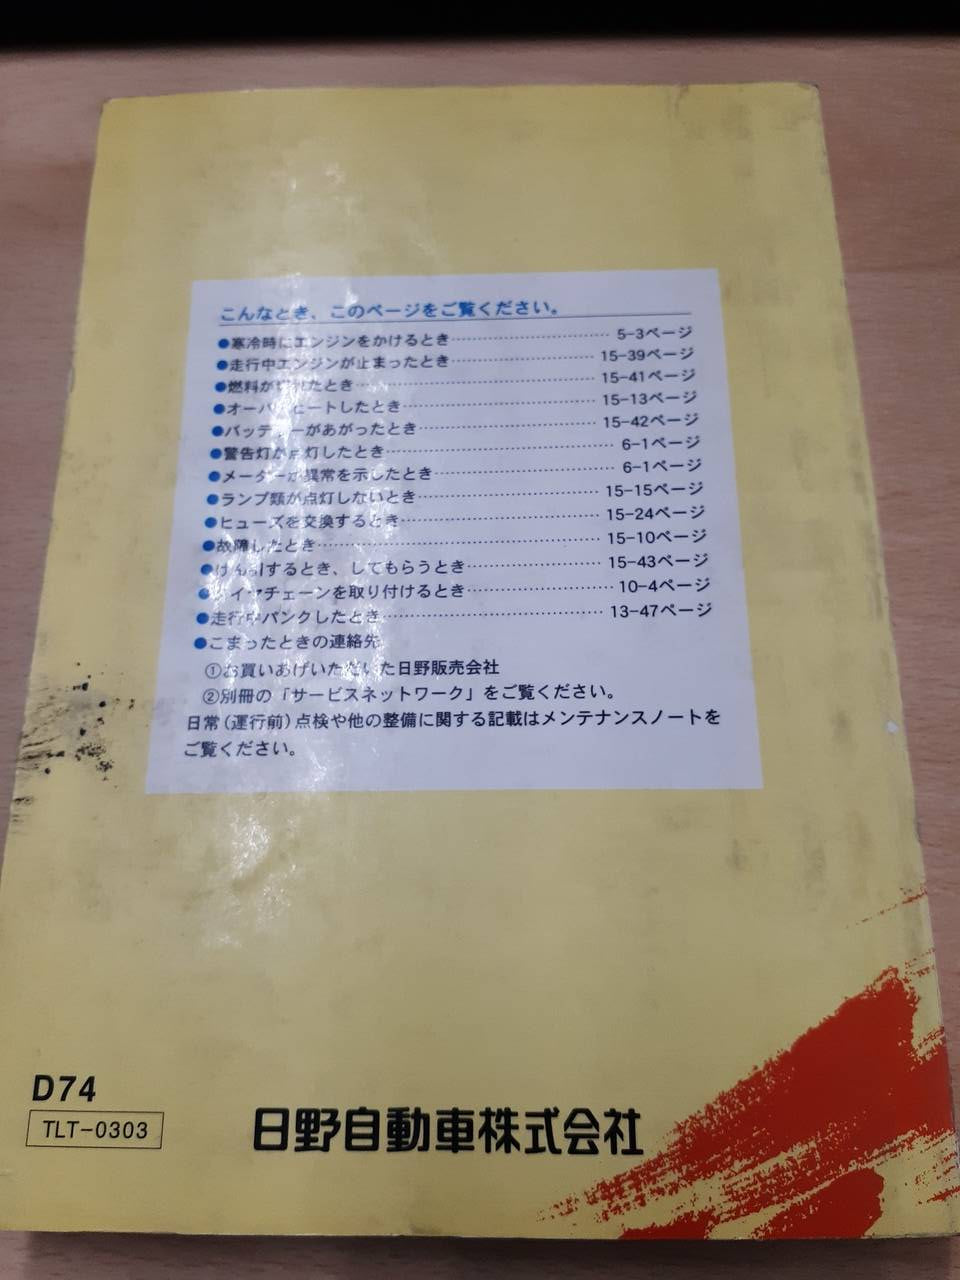 こんなとき、このページをご覧ください。
●寒冷時にエンジンをかけるとき………………5-3ページ
●走行中エンジンが止まったとき………………15-39ページ
●燃料が切れたとき………………15-41ページ
●オーバーヒートしたとき………………15-13ページ
●バッテリーがあがったとき………………15-42ページ
●警告灯が点灯したとき………………6-1ページ
●メーターが異常を示したとき………………6-1ページ
●ランプ類が点灯しないとき………………15-15ページ
●ヒューズを交換するとき………………15-24ページ
●故障したとき………………15-10ページ
●けん引するとき、してもらうとき………………15-43ページ
●タイヤチェーンを取り付けるとき………………10-4ページ
●走行中パンクしたとき………………13-47ページ
●こまったときの連絡先
①お買いあげいただいた日野販売会社
②別冊の「サービスネットワーク」をご覧ください。
日常(運行前)点検や他の整備に関する記載はメンテナンスノートを
ご覧ください。
D74
TLT-0303
日野自動車株式会社